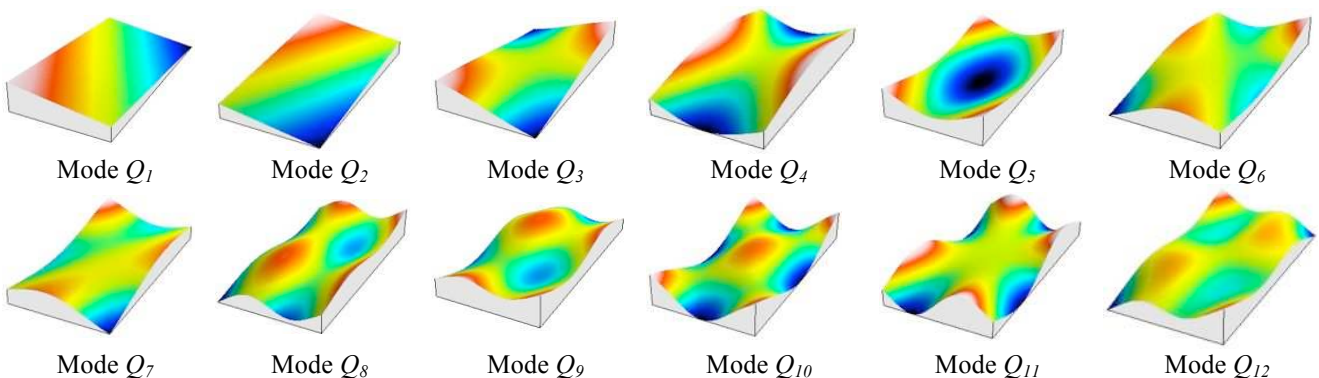 Mode Q₁ Mode Q₂ Mode Q₃ Mode Q₄ Mode Q₅ Mode Q₆
Mode Q₇ Mode Q₈ Mode Q₉ Mode Q₁₀ Mode Q₁₁ Mode Q₁₂